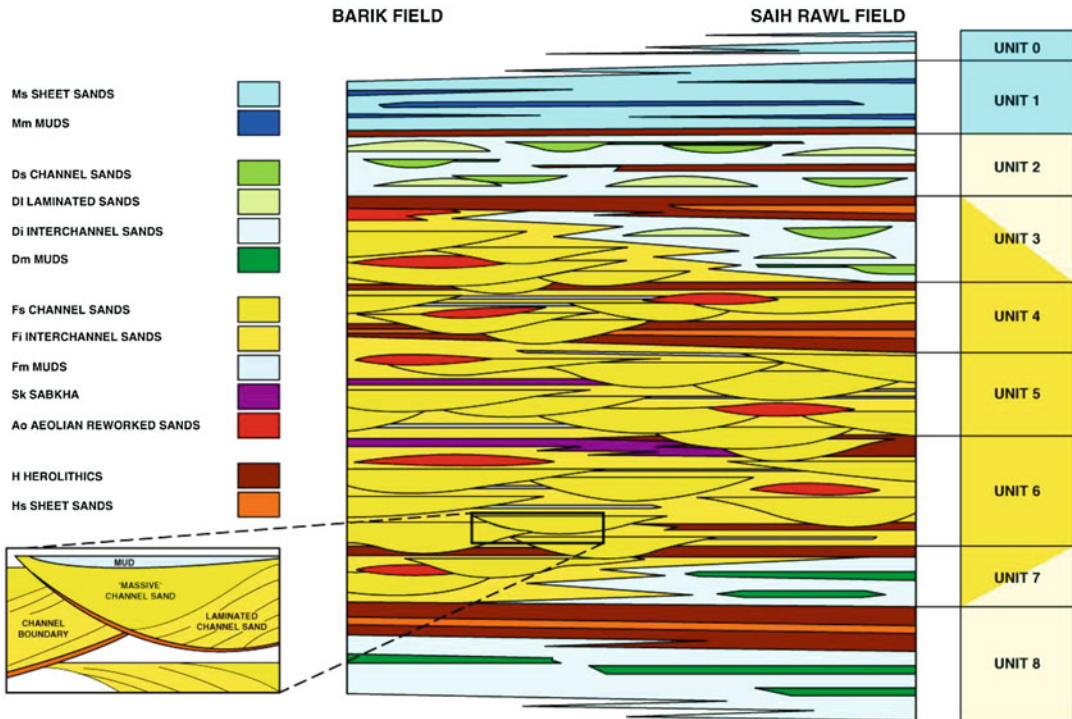 BARIK FIELD
SAIH RAWL FIELD
Ms SHEET SANDS
Mm MUDS
Ds CHANNEL SANDS
DI LAMINATED SANDS
Di INTERCHANNEL SANDS
Dm MUDS
Fs CHANNEL SANDS
Fi INTERCHANNEL SANDS
Fm MUDS
Sk SABKHA
Ao AEOLIAN REWORKED SANDS
H HEROLITHICS
Hs SHEET SANDS
UNIT 0
UNIT 1
UNIT 2
UNIT 3
UNIT 4
UNIT 5
UNIT 6
UNIT 7
UNIT 8
MUD
'MASSIVE'
CHANNEL SAND
CHANNEL
BOUNDARY
LAMINATED
CHANNEL SAND